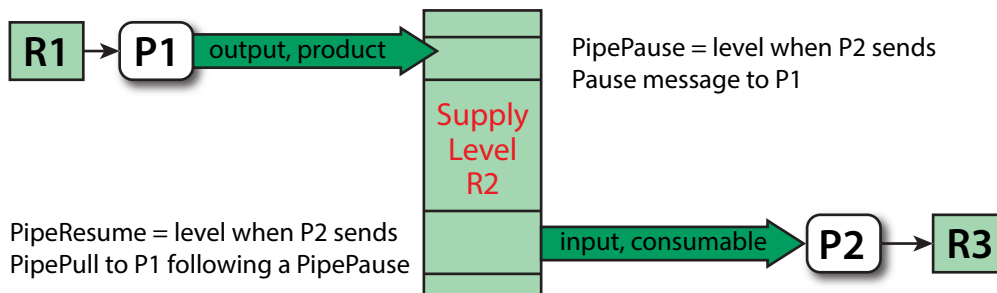 R1
P1
output, product
PipePause = level when P2 sends
Pause message to P1
Supply
Level
R2
PipeResume = level when P2 sends
PipePull to P1 following a PipePause
input, consumable
P2
R3